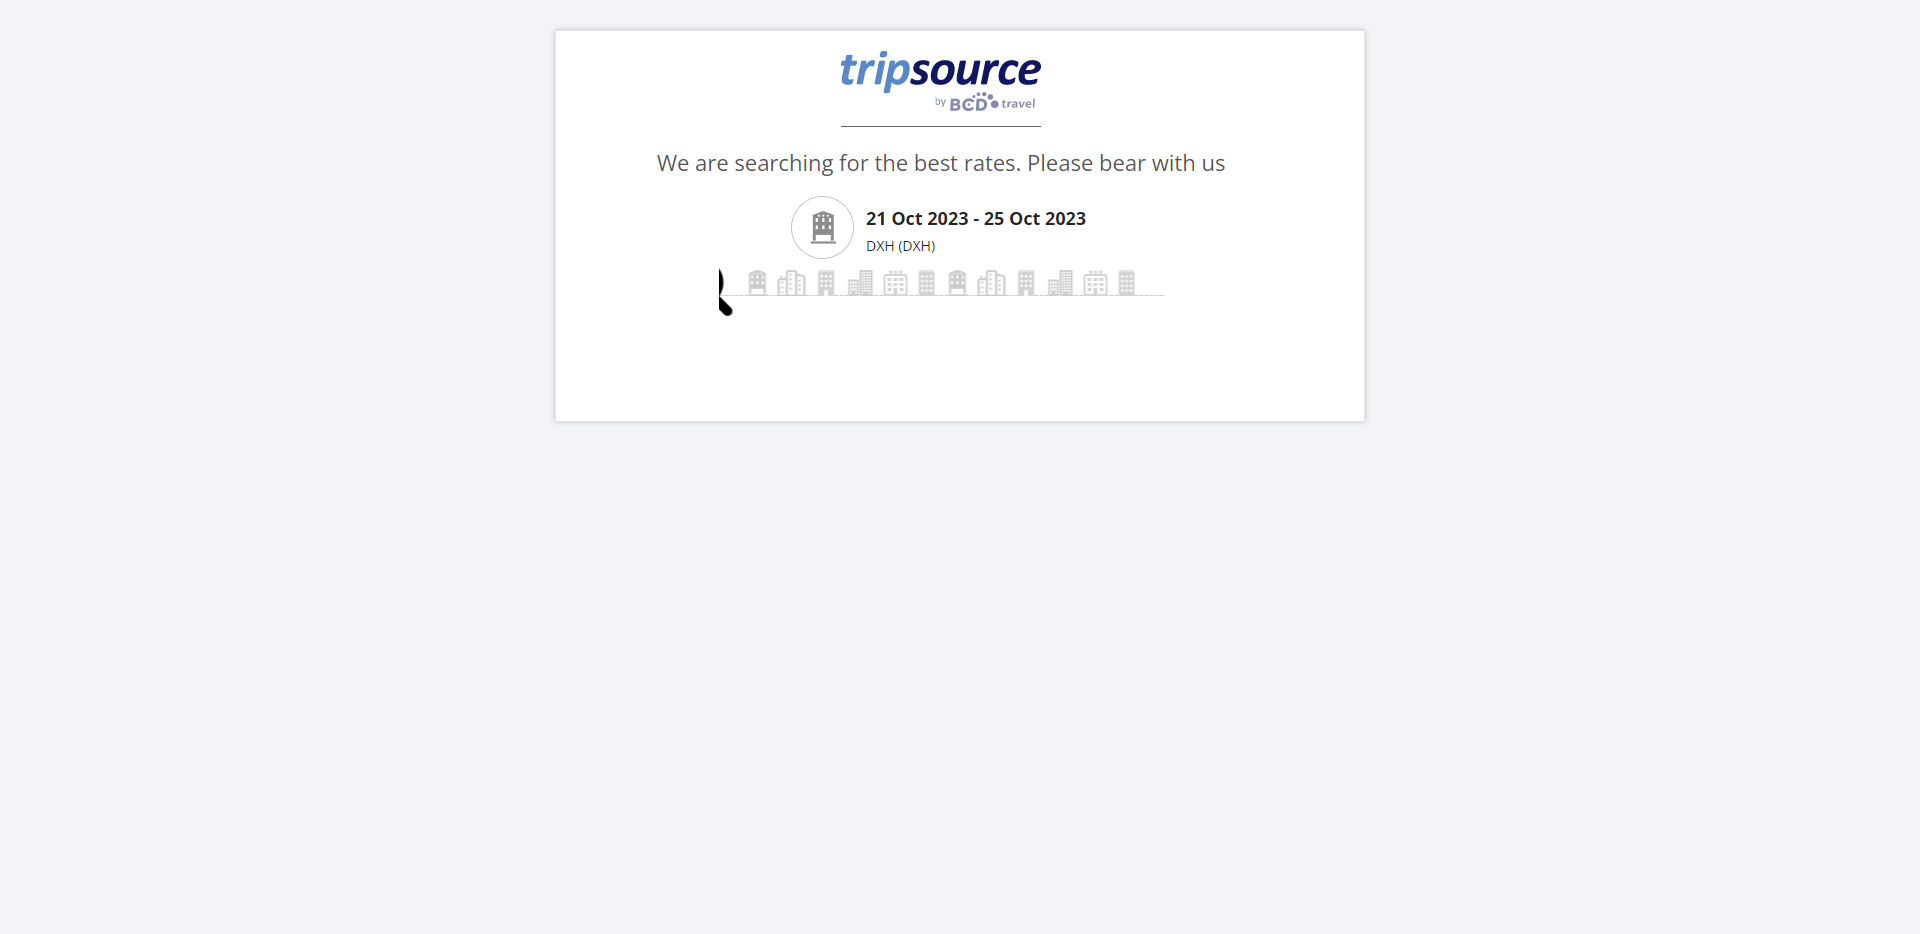 tripsource
by BCD travel
We are searching for the best rates. Please bear with us
21 Oct 2023 - 25 Oct 2023
DXH (DXH)